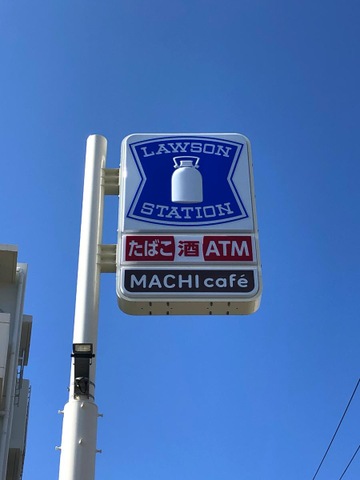 LAWSON
STATION
たばこ 酒 ATM
MACHI café